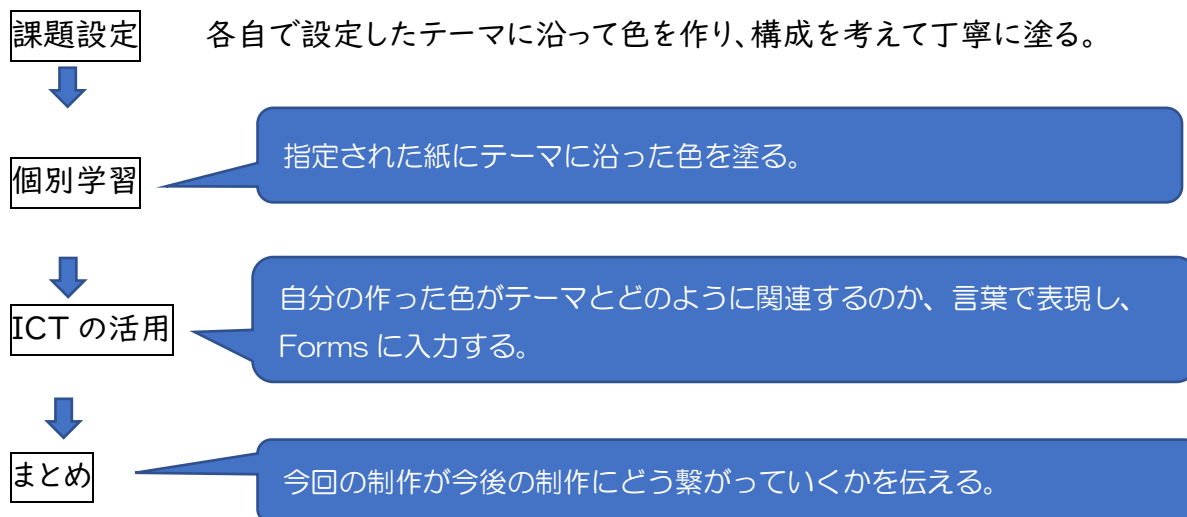 課題設定 各自で設定したテーマに沿って色を作り、構成を考えて丁寧に塗る。
指定された紙にテーマに沿った色を塗る。
個別学習
自分の作った色がテーマとどのように関連するのか、言葉で表現し、
Forms に入力する。
ICT の活用
まとめ
今回の制作が今後の制作にどう繋がっていくかを伝える。